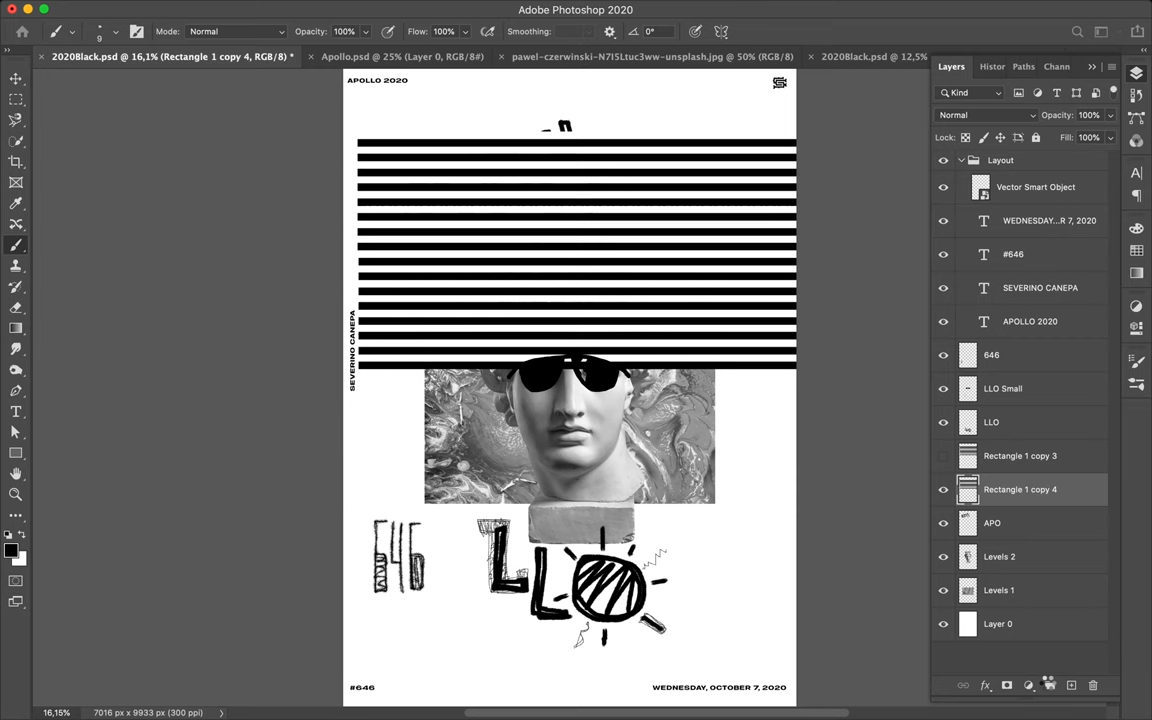 Adobe Photoshop 2020
9 Mode: Normal Opacity: 100% Flow: 100% Smoothing: 0°
2020Black.psd @ 16,1% (Rectangle 1 copy 4, RGB/8) * Apollo.psd @ 25% (Layer 0, RGB/8#) pawel-czerwinski-N7I5Ltuc3ww-unsplash.jpg @ 50% (RGB/8) 2020Black.psd @ 12,5%
Layers Histor Paths Chann
Kind
Normal Opacity: 100%
Lock: Fill: 100%
Layout
Vector Smart Object
WEDNESDAY...R 7, 2020
#646
SEVERINO CANEPA
APOLLO 2020
646
LLO Small
LLO
Rectangle 1 copy 3
Rectangle 1 copy 4
APO
Levels 2
Levels 1
Layer 0
fx
APOLLO 2020
SEVERINO CANEPA
646 LLO
#646 WEDNESDAY, OCTOBER 7, 2020
16,15% 7016 px x 9933 px (300 ppi)